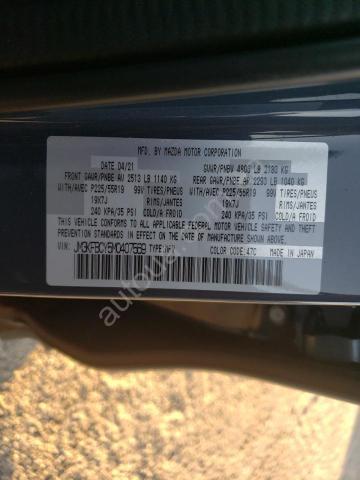 MFD. BY MAZDA MOTOR CORPORATION
DATE 04/21 GVWR/PNBV 4806 LB 2180 KG
FRONT GAWR/PNBE AV 2513 LB 1140 KG REAR GAWR/PNBE AR 2293 LB 1040 KG
WITH/AVEC P225/55R19 99V TIRES/PNEUS WITH/AVEC P225/55R19 99V TIRES/PNEUS
19X7J RIMS/JANTES 19X7J RIMS/JANTES
COLD/FROID 240 KPA/35 PSI COLD/FROID 240 KPA/35 PSI
THIS VEHICLE CONFORMS TO ALL APPLICABLE FEDERAL MOTOR VEHICLE SAFETY AND
THEFT PREVENTION STANDARDS IN EFFECT ON THE DATE OF MANUFACTURE SHOWN ABOVE.
JM3KFBCY5M0407569 TYPE: COLOR CODE:47C MADE IN JAPAN